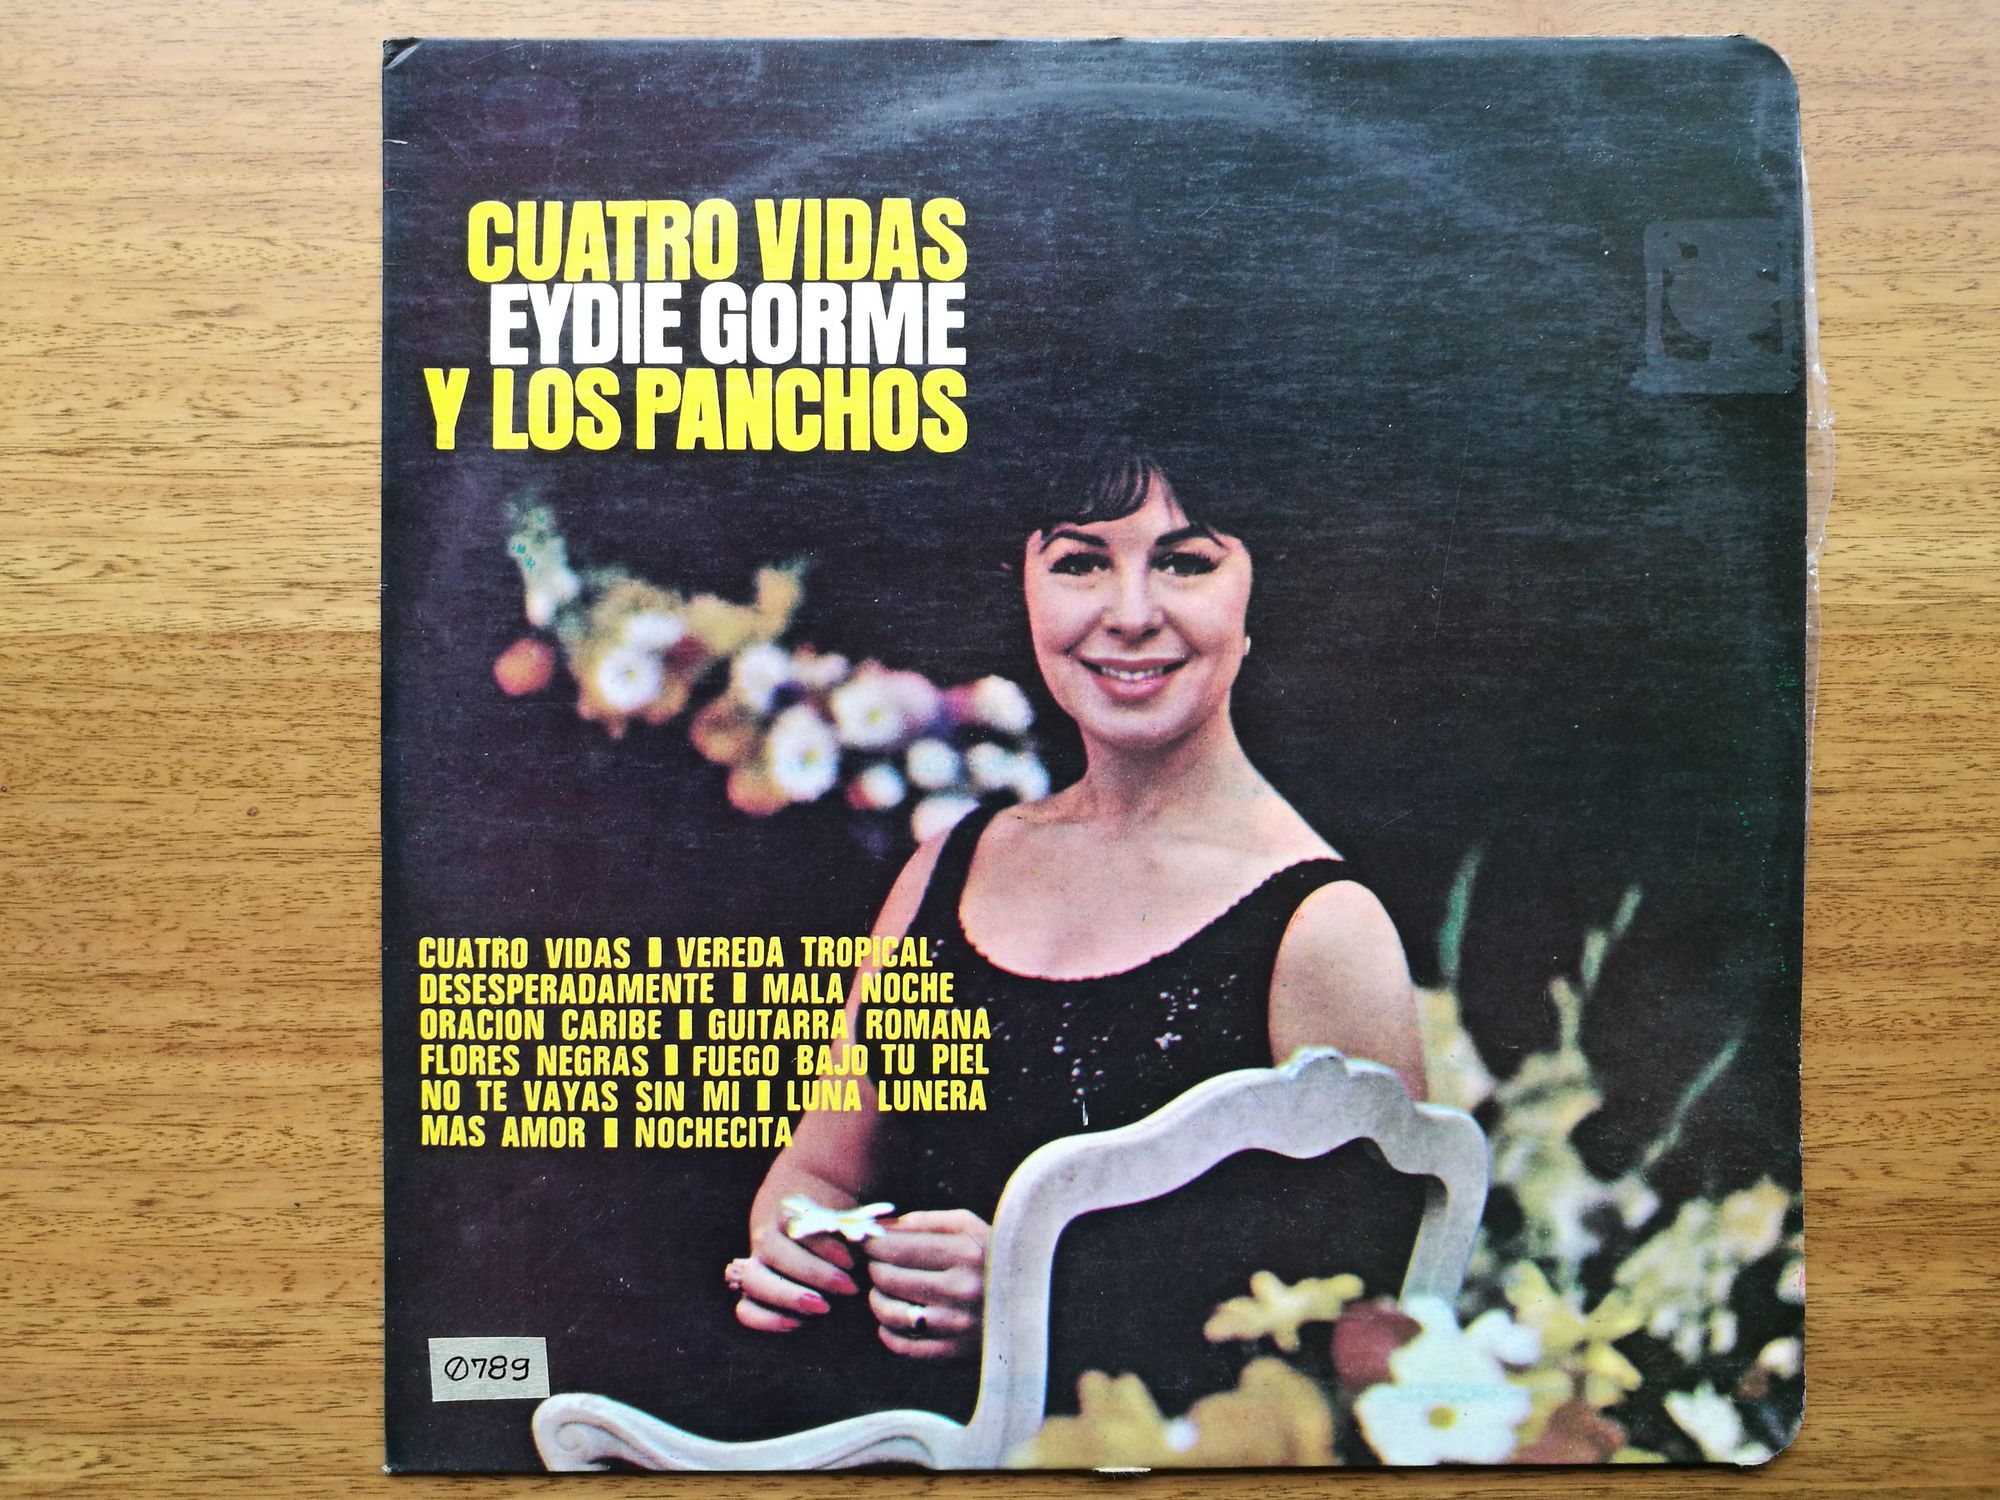 CUATRO VIDAS
EYDIE GORME
Y LOS PANCHOS
CUATRO VIDAS ▮ VEREDA TROPICAL
DESESPERADAMENTE ▮ MALA NOCHE
ORACION CARIBE ▮ GUITARRA ROMANA
FLORES NEGRAS ▮ FUEGO BAJO TU PIEL
NO TE VAYAS SIN MI ▮ LUNA LUNERA
MAS AMOR ▮ NOCHECITA
0789